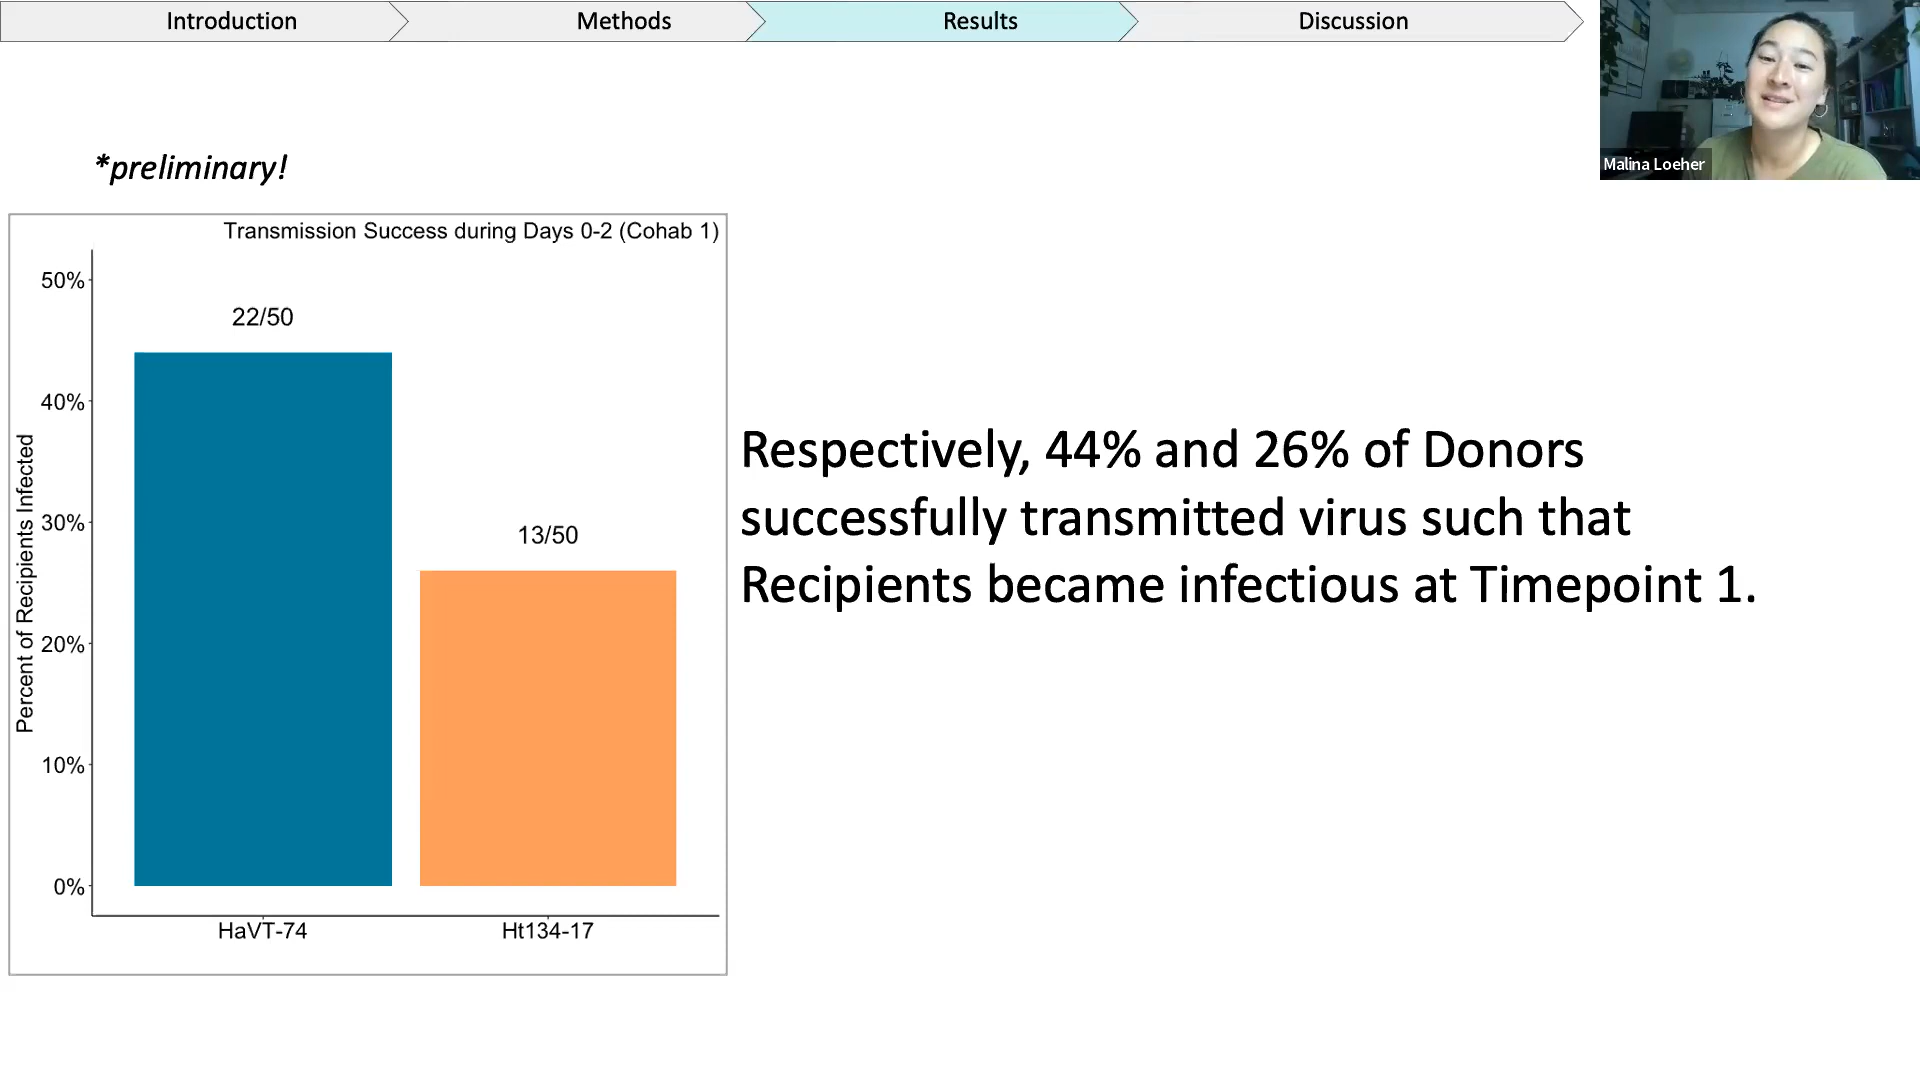 Introduction
Methods
Results
Discussion
Malina Loeher
*preliminary!
Transmission Success during Days 0-2 (Cohab 1)
Percent of Recipients Infected
50%
40%
30%
20%
10%
0%
22/50
13/50
HaVT-74
Ht134-17
Respectively, 44% and 26% of Donors
successfully transmitted virus such that
Recipients became infectious at Timepoint 1.